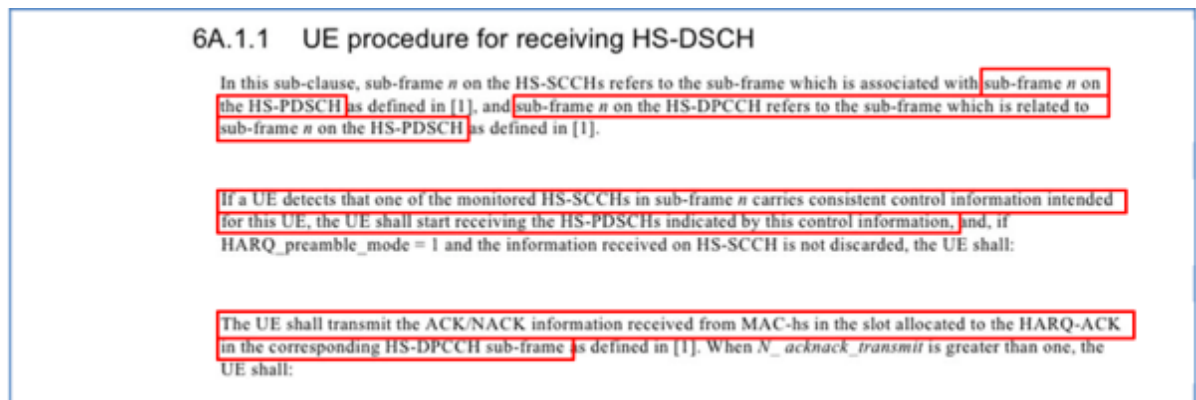 6A.1.1 UE procedure for receiving HS-DSCH
In this sub-clause, sub-frame n on the HS-SCCHs refers to the sub-frame which is associated with sub-frame n on
the HS-PDSCH as defined in [1], and sub-frame n on the HS-DPCCH refers to the sub-frame which is related to
sub-frame n on the HS-PDSCH as defined in [1].
If a UE detects that one of the monitored HS-SCCHs in sub-frame n carries consistent control information intended
for this UE, the UE shall start receiving the HS-PDSCHs indicated by this control information, and, if
HARQ_preamble_mode = 1 and the information received on HS-SCCH is not discarded, the UE shall:
The UE shall transmit the ACK/NACK information received from MAC-hs in the slot allocated to the HARQ-ACK
in the corresponding HS-DPCCH sub-frame as defined in [1]. When N_ acknack_transmit is greater than one, the
UE shall: